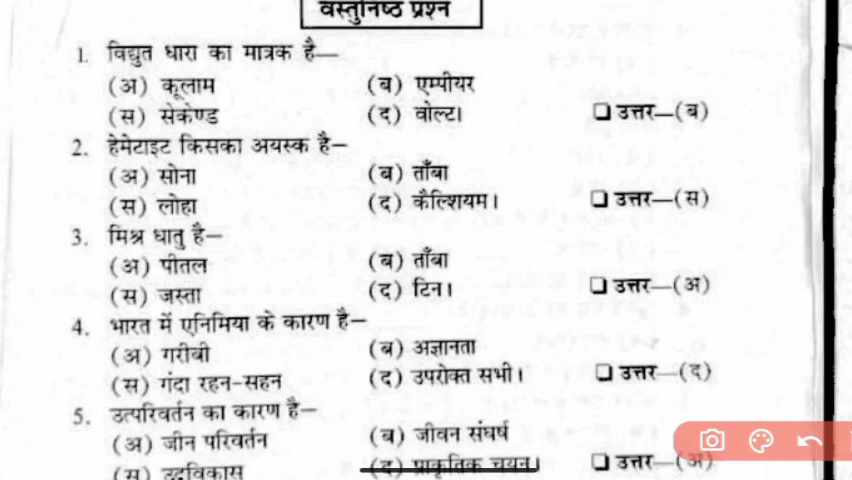 वस्तुनिष्ठ प्रश्न
1. विद्युत धारा का मात्रक है—
(अ) कूलाम (ब) एम्पीयर
(स) सेकेण्ड (द) वोल्ट। ❑ उत्तर—(ब)
2. हेमेटाइट किसका अयस्क है—
(अ) सोना (ब) ताँबा
(स) लोहा (द) कैल्शियम। ❑ उत्तर—(स)
3. मिश्र धातु है—
(अ) पीतल (ब) ताँबा
(स) जस्ता (द) टिन। ❑ उत्तर—(अ)
4. भारत में एनिमिया के कारण है—
(अ) गरीबी (ब) अज्ञानता
(स) गंदा रहन-सहन (द) उपरोक्त सभी। ❑ उत्तर—(द)
5. उत्परिवर्तन का कारण है—
(अ) जीन परिवर्तन (ब) जीवन संघर्ष
(स) उद्विकास (द) प्राकृतिक चयन। ❑ उत्तर—(अ)